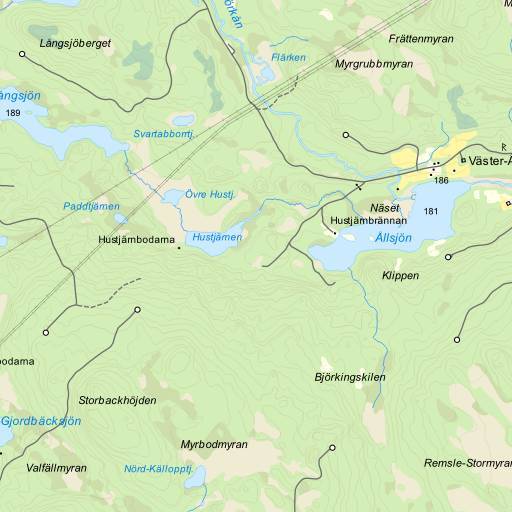 Långsjöberget
Frättenmyran
Flärken
Myrgrubbmyran
ångsjön
189
Svartabborrtj.
Väster-Å
186
Övre Hustj.
Paddtjärnen
Näset
181
Hustjärnbrännan
Hustjärnbodarna
Hustjärnen
Ållsjön
Klippen
bodarna
Björkingskilen
Storbackhöjden
Gjordbäcksjön
Myrbodmyran
Valfällmyran
Nörd-Källopptj.
Remsle-Stormyran